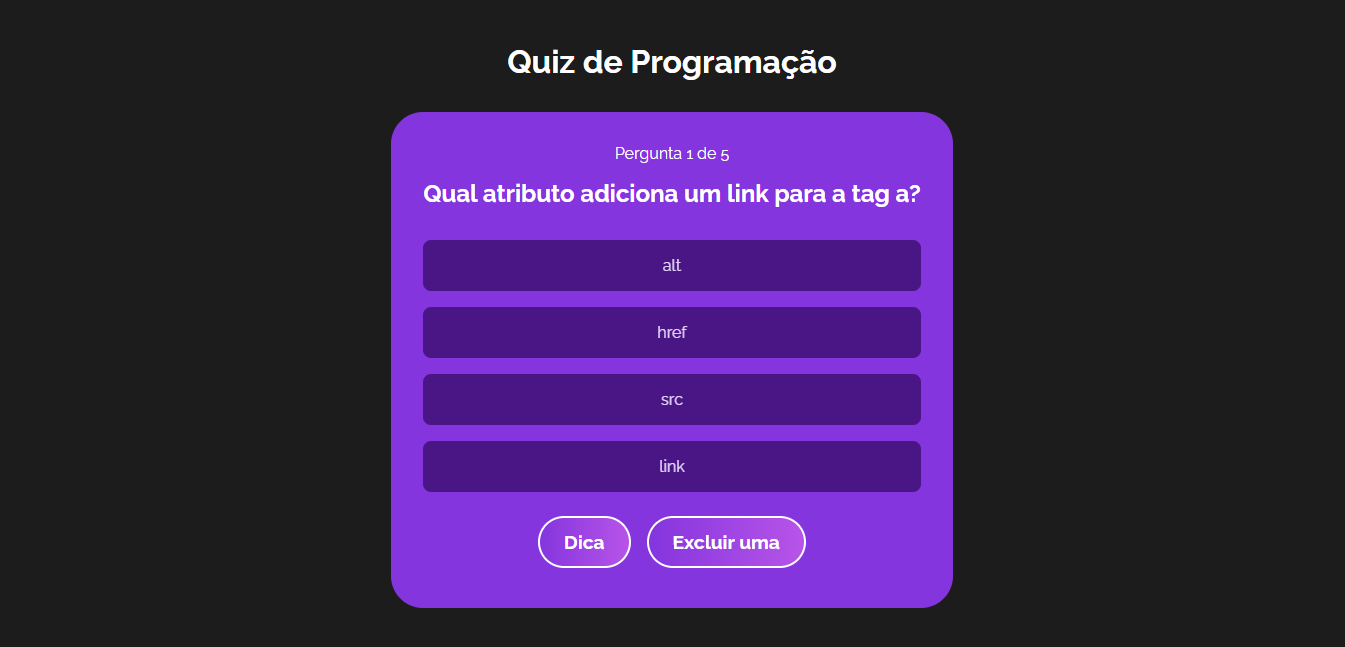 Quiz de Programação
Pergunta 1 de 5
Qual atributo adiciona um link para a tag a?
alt
href
src
link
Dica
Excluir uma